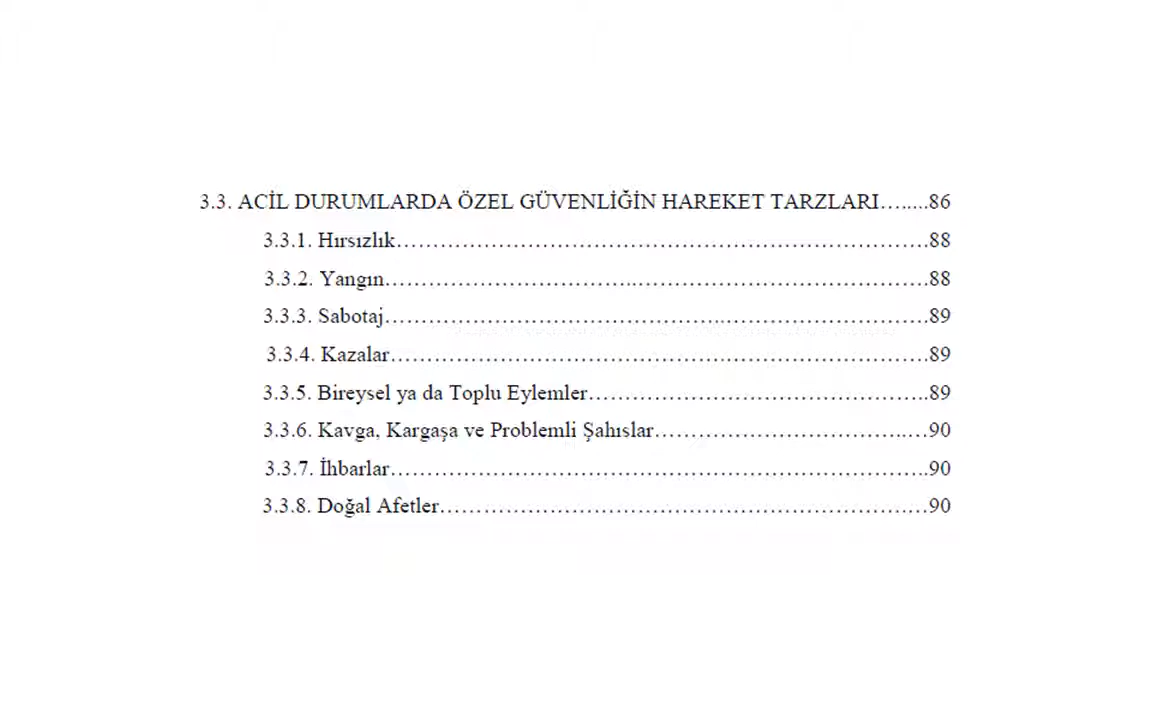 3.3. ACİL DURUMLARDA ÖZEL GÜVENLİĞİN HAREKET TARZLARI….....86
3.3.1. Hırsızlık……………………………………………………………….88
3.3.2. Yangın…………………………..………………………………….88
3.3.3. Sabotaj……………………………………..……………………….89
3.3.4. Kazalar……………………………………………………………….89
3.3.5. Bireysel ya da Toplu Eylemler……………………………………..89
3.3.6. Kavga, Kargaşa ve Problemli Şahıslar……………………………..…90
3.3.7. İhbarlar………………………………………………………………..90
3.3.8. Doğal Afetler…………………………………………………………90